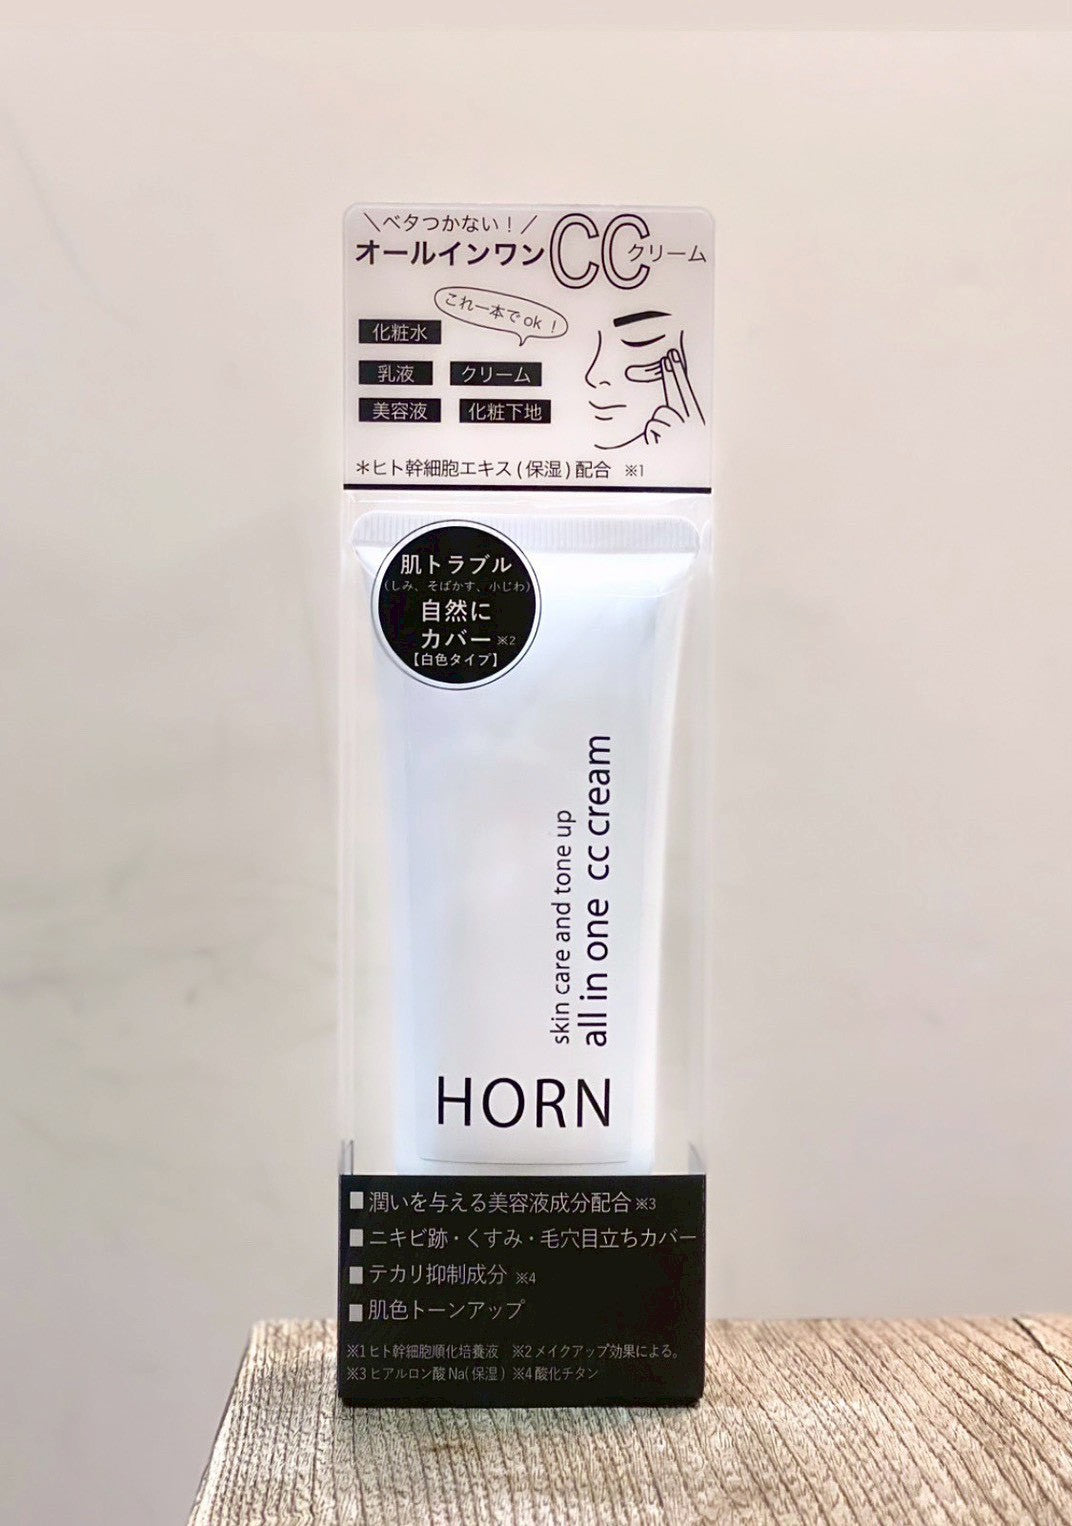 ＼ベタつかない！／
オールインワンCCクリーム
これ一本でok！
化粧水
乳液 クリーム
美容液 化粧下地
＊ヒト幹細胞エキス(保湿)配合 ※1
肌トラブル
(しみ、そばかす、小じわ)
自然に
カバー※2
【白色タイプ】
skin care and tone up
all in one cc cream
HORN
■潤いを与える美容液成分配合※3
■ニキビ跡・くすみ・毛穴目立ちカバー
■テカリ抑制成分 ※4
■肌色トーンアップ
※1ヒト幹細胞順化培養液 ※2メイクアップ効果による。
※3ヒアルロン酸Na(保湿) ※4酸化チタン